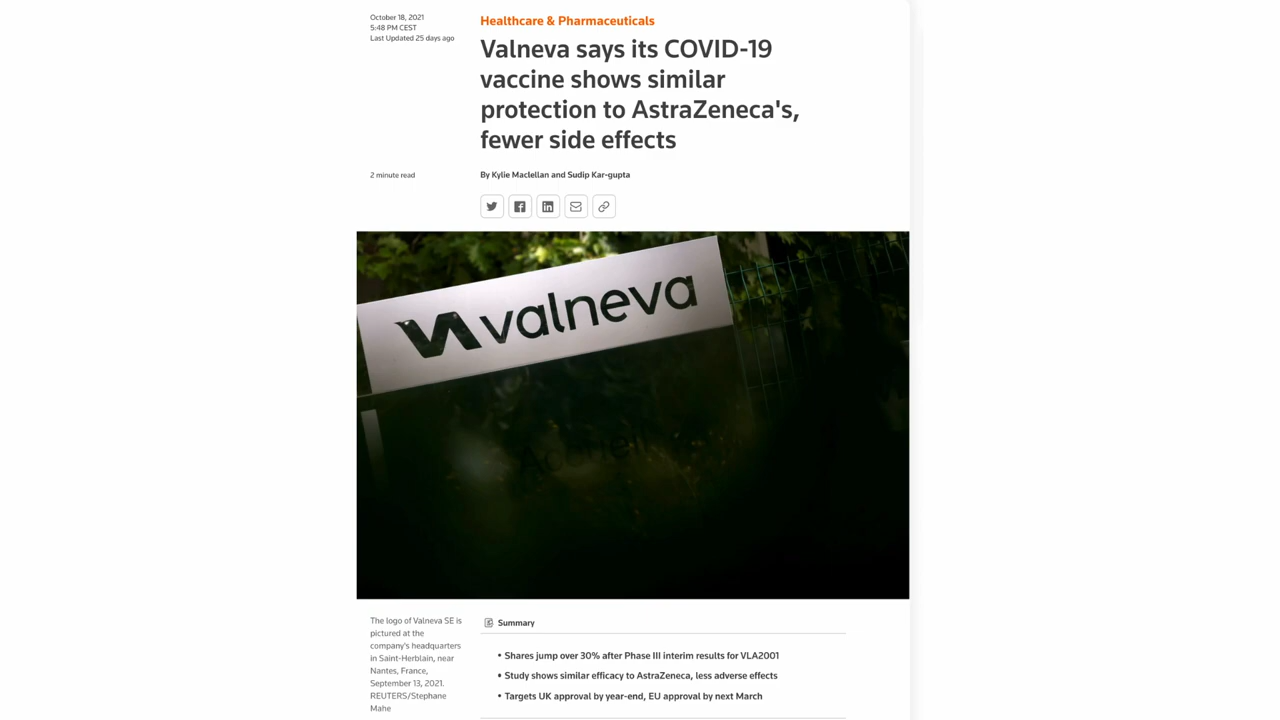 October 18, 2021
5:48 PM CEST
Last Updated 25 days ago
Healthcare & Pharmaceuticals
Valneva says its COVID-19
vaccine shows similar
protection to AstraZeneca's,
fewer side effects
2 minute read
By Kylie Maclellan and Sudip Kar-gupta
valneva
Accueil
The logo of Valneva SE is
pictured at the
company's headquarters
in Saint-Herblain, near
Nantes, France,
September 13, 2021.
REUTERS/Stephane
Mahe
Summary
• Shares jump over 30% after Phase III interim results for VLA2001
• Study shows similar efficacy to AstraZeneca, less adverse effects
• Targets UK approval by year-end, EU approval by next March